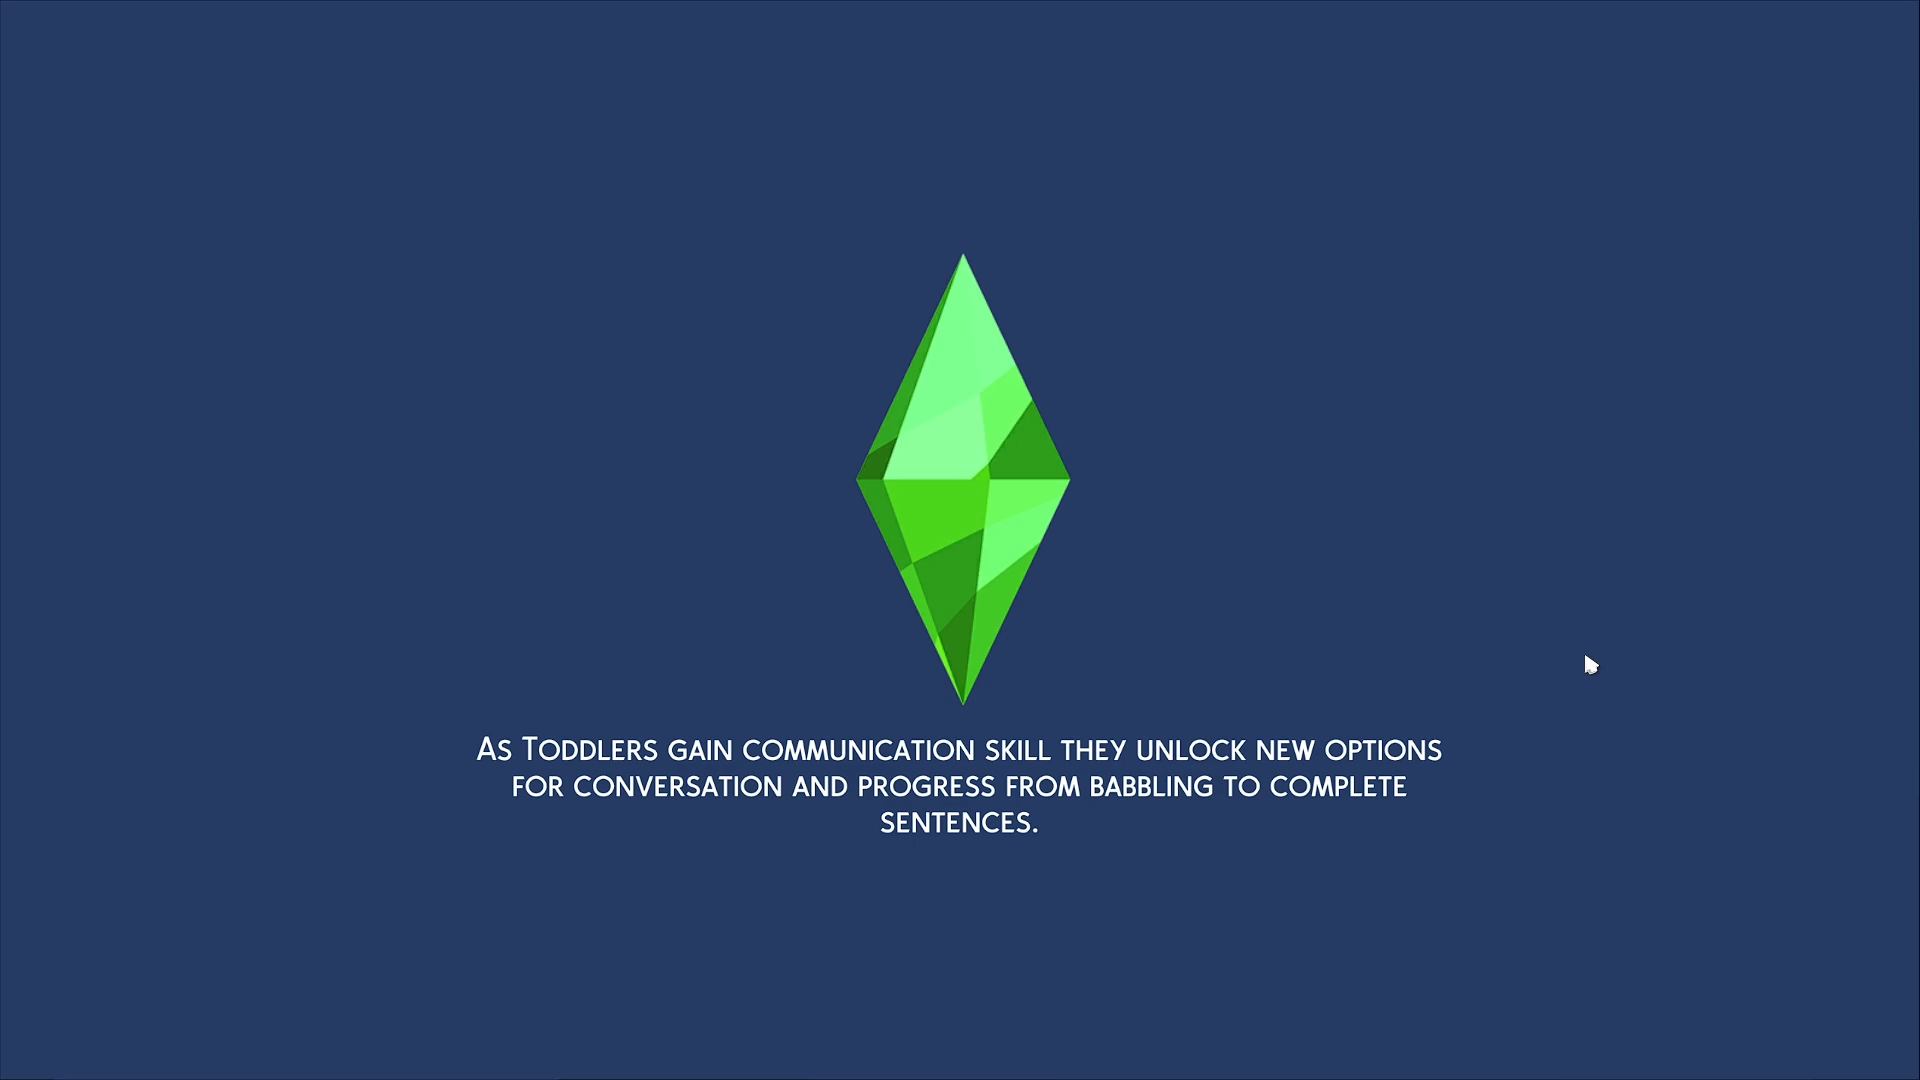 As Toddlers gain communication skill they unlock new options
for conversation and progress from babbling to complete
sentences.